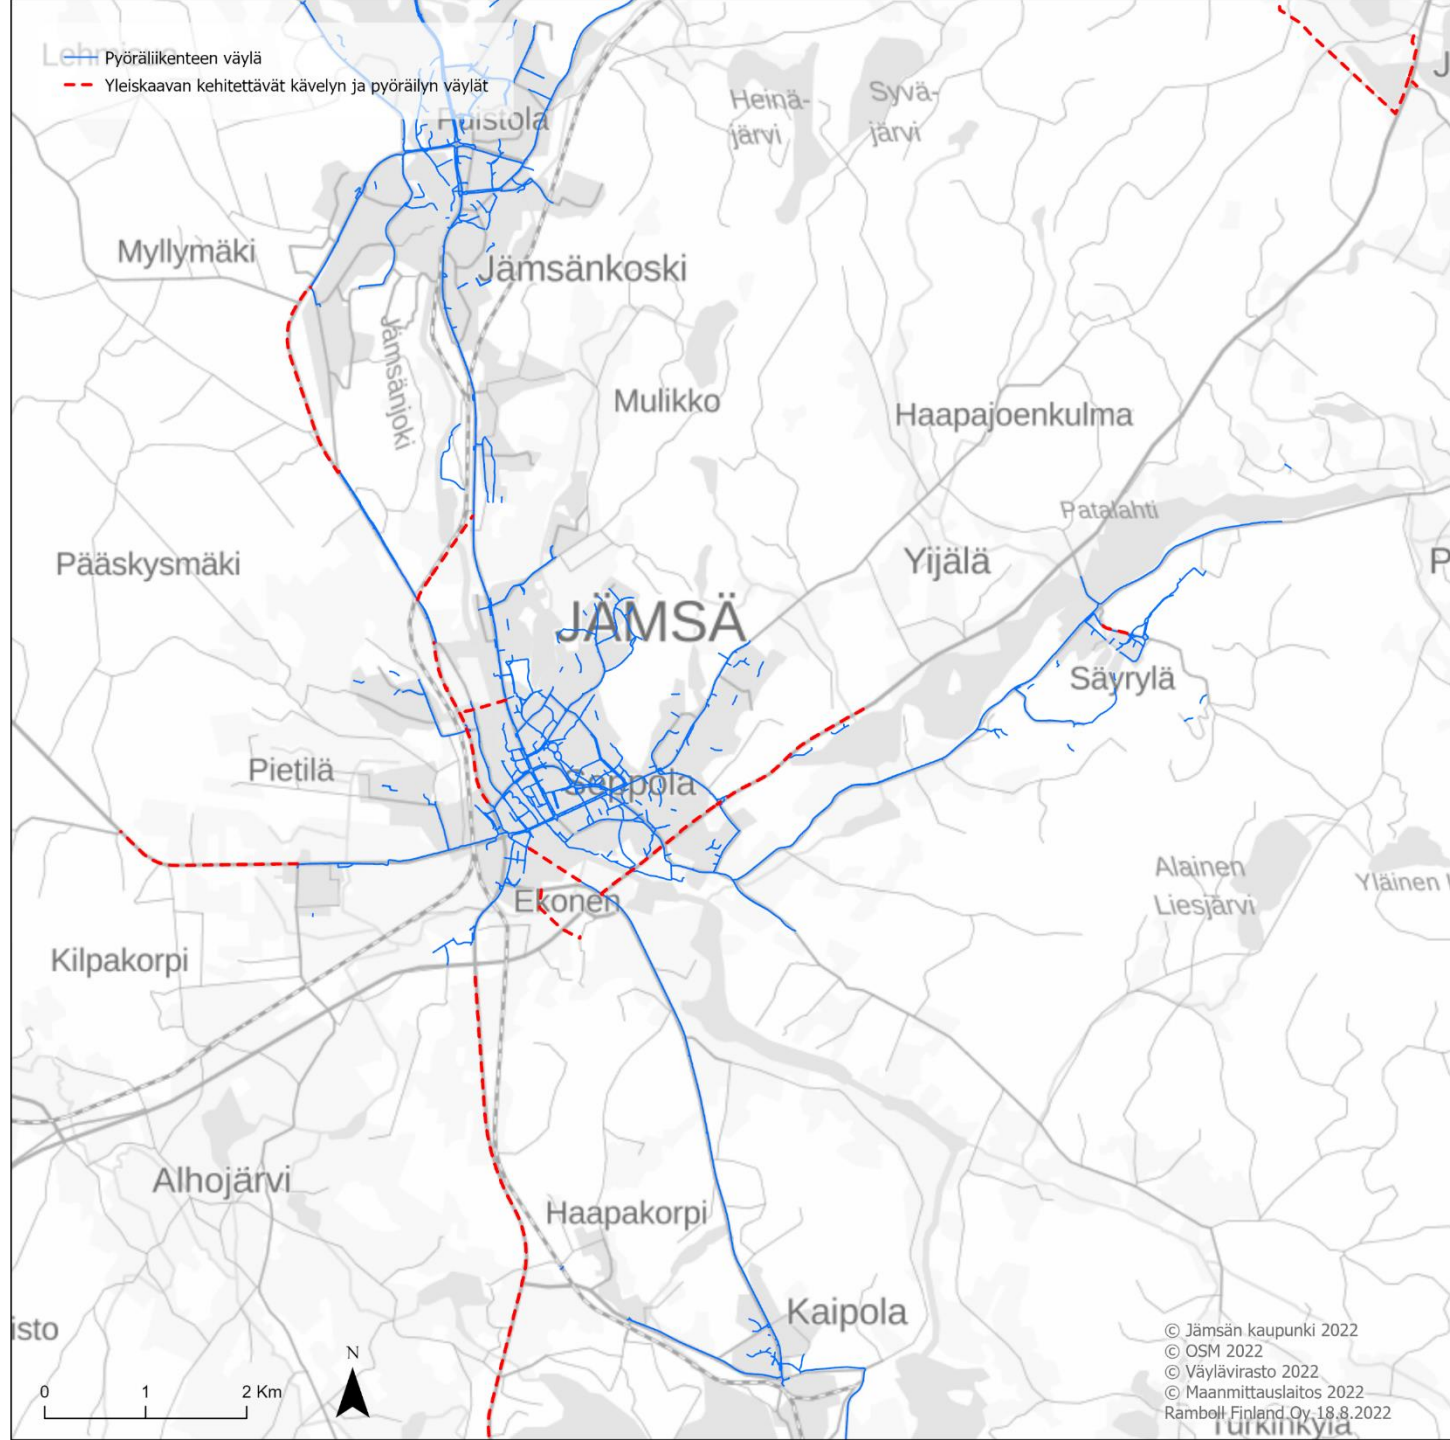 Pyöräliikenteen väylä
Yleiskaavan kehitettävät kävelyn ja pyöräilyn väylät
Puistola
Heinä-
järvi
Syvä-
järvi
Myllymäki
Jämsänkoski
Jämsänjoki
Mulikko
Haapajoenkulma
Patalahti
Pääskysmäki
Yijälä
JÄMSÄ
Säyrylä
Pietilä
Seppola
Alainen
Liesjärvi
Yläinen
Ekonen
Kilpakorpi
Alhojärvi
Haapakorpi
Kaipola
isto
N
0 1 2 Km
© Jämsän kaupunki 2022
© OSM 2022
© Väylävirasto 2022
© Maanmittauslaitos 2022
Ramboll Finland Oy 18.8.2022
Turkinkylä